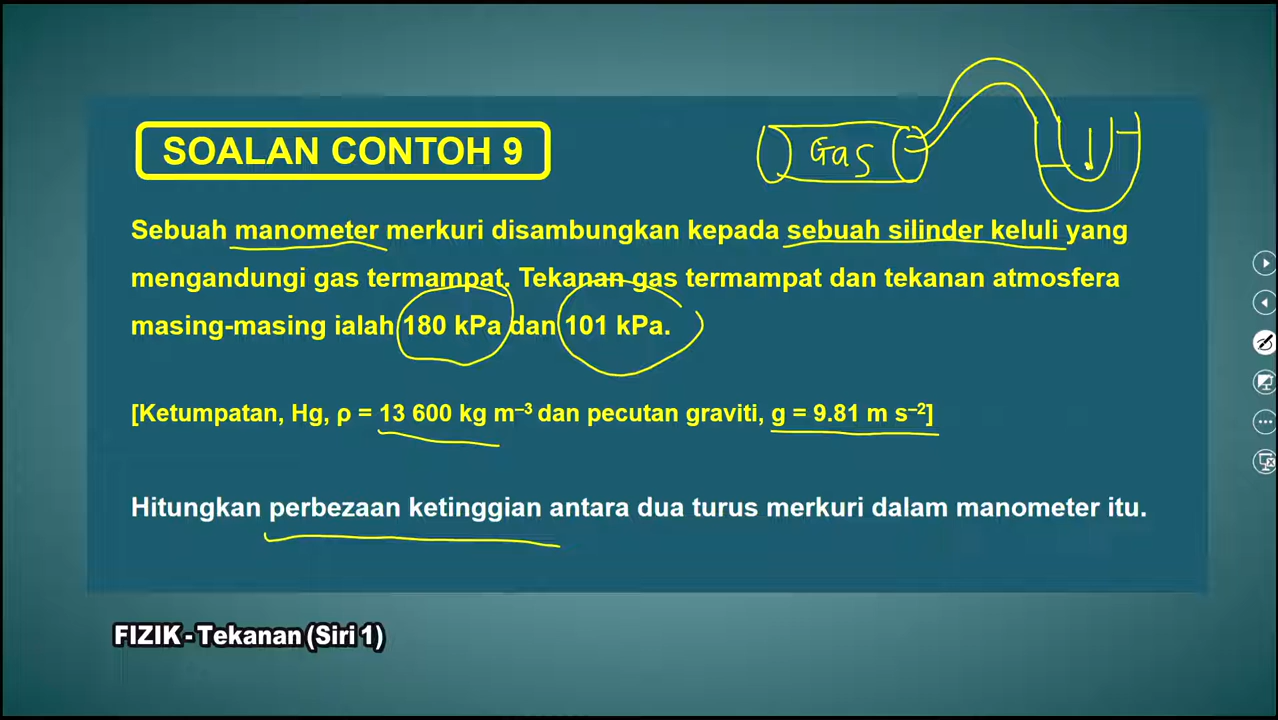 SOALAN CONTOH 9
Gas
Sebuah manometer merkuri disambungkan kepada sebuah silinder keluli yang
mengandungi gas termampat. Tekanan gas termampat dan tekanan atmosfera
masing-masing ialah 180 kPa dan 101 kPa.
[Ketumpatan, Hg, ρ = 13 600 kg m⁻³ dan pecutan graviti, g = 9.81 m s⁻²]
Hitungkan perbezaan ketinggian antara dua turus merkuri dalam manometer itu.
FIZIK - Tekanan (Siri 1)